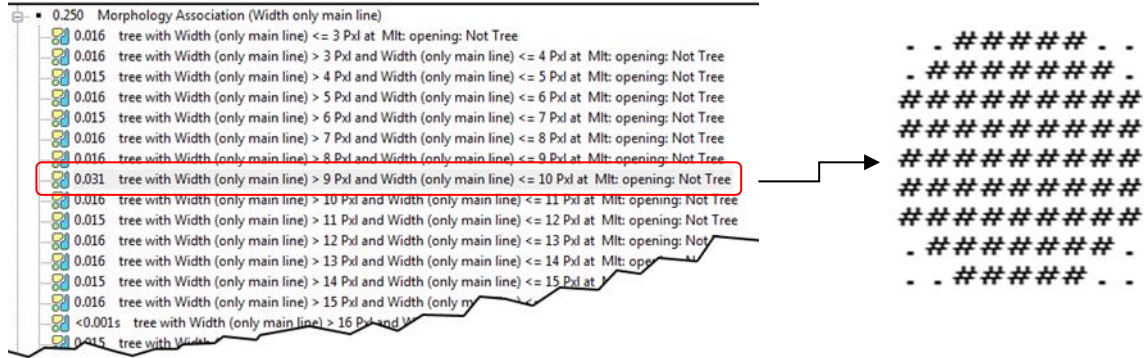 0.250 Morphology Association (Width only main line)
0.016 tree with Width (only main line) <= 3 Pxl at Mlt: opening: Not Tree
0.016 tree with Width (only main line) > 3 Pxl and Width (only main line) <= 4 Pxl at Mlt: opening: Not Tree
0.015 tree with Width (only main line) > 4 Pxl and Width (only main line) <= 5 Pxl at Mlt: opening: Not Tree
0.016 tree with Width (only main line) > 5 Pxl and Width (only main line) <= 6 Pxl at Mlt: opening: Not Tree
0.015 tree with Width (only main line) > 6 Pxl and Width (only main line) <= 7 Pxl at Mlt: opening: Not Tree
0.016 tree with Width (only main line) > 7 Pxl and Width (only main line) <= 8 Pxl at Mlt: opening: Not Tree
0.016 tree with Width (only main line) > 8 Pxl and Width (only main line) <= 9 Pxl at Mlt: opening: Not Tree
0.031 tree with Width (only main line) > 9 Pxl and Width (only main line) <= 10 Pxl at Mlt: opening: Not Tree
0.016 tree with Width (only main line) > 10 Pxl and Width (only main line) <= 11 Pxl at Mlt: opening: Not Tree
0.015 tree with Width (only main line) > 11 Pxl and Width (only main line) <= 12 Pxl at Mlt: opening: Not Tree
0.016 tree with Width (only main line) > 12 Pxl and Width (only main line) <= 13 Pxl at Mlt: opening: Not
0.016 tree with Width (only main line) > 13 Pxl and Width (only main line) <= 14 Pxl at Mlt:
0.015 tree with Width (only main line) > 14 Pxl and Width (only main line) <= 15 Pxl at
0.016 tree with Width (only main line) > 15 Pxl and Width (only
<0.001s tree with Width (only main line) > 16 Pxl and
0.015 tree with Width
. . # # # # # . .
. # # # # # # # .
# # # # # # # # #
# # # # # # # # #
# # # # # # # # #
# # # # # # # # #
# # # # # # # # #
. # # # # # # # .
. . # # # # # . .